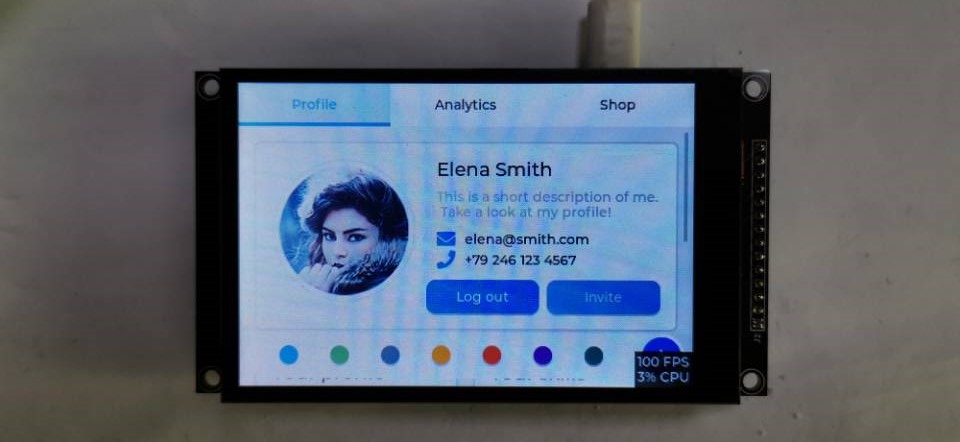 Profile
Analytics
Shop
Elena Smith
This is a short description of me.
Take a look at my profile!
elena@smith.com
+79 246 123 4567
Log out
Invite
100 FPS
3% CPU